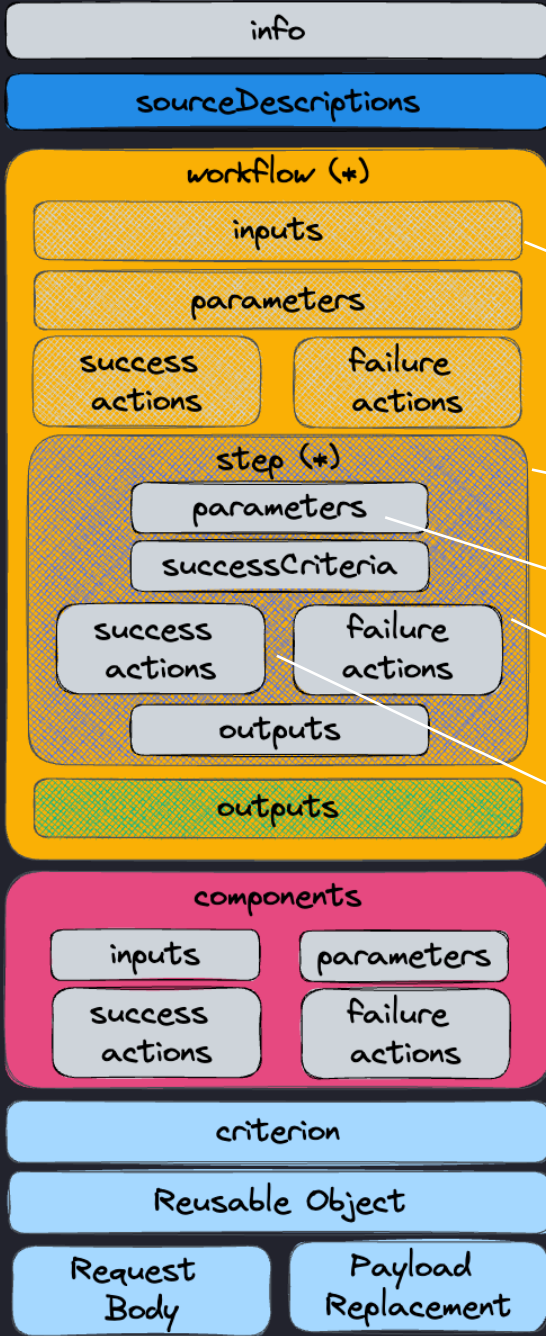 info
sourceDescriptions
workflow (*)
inputs
parameters
success
actions
failure
actions
step (*)
parameters
successCriteria
success
actions
failure
actions
outputs
outputs
components
inputs
parameters
success
actions
failure
actions
criterion
Reusable Object
Request
Body
Payload
Replacement